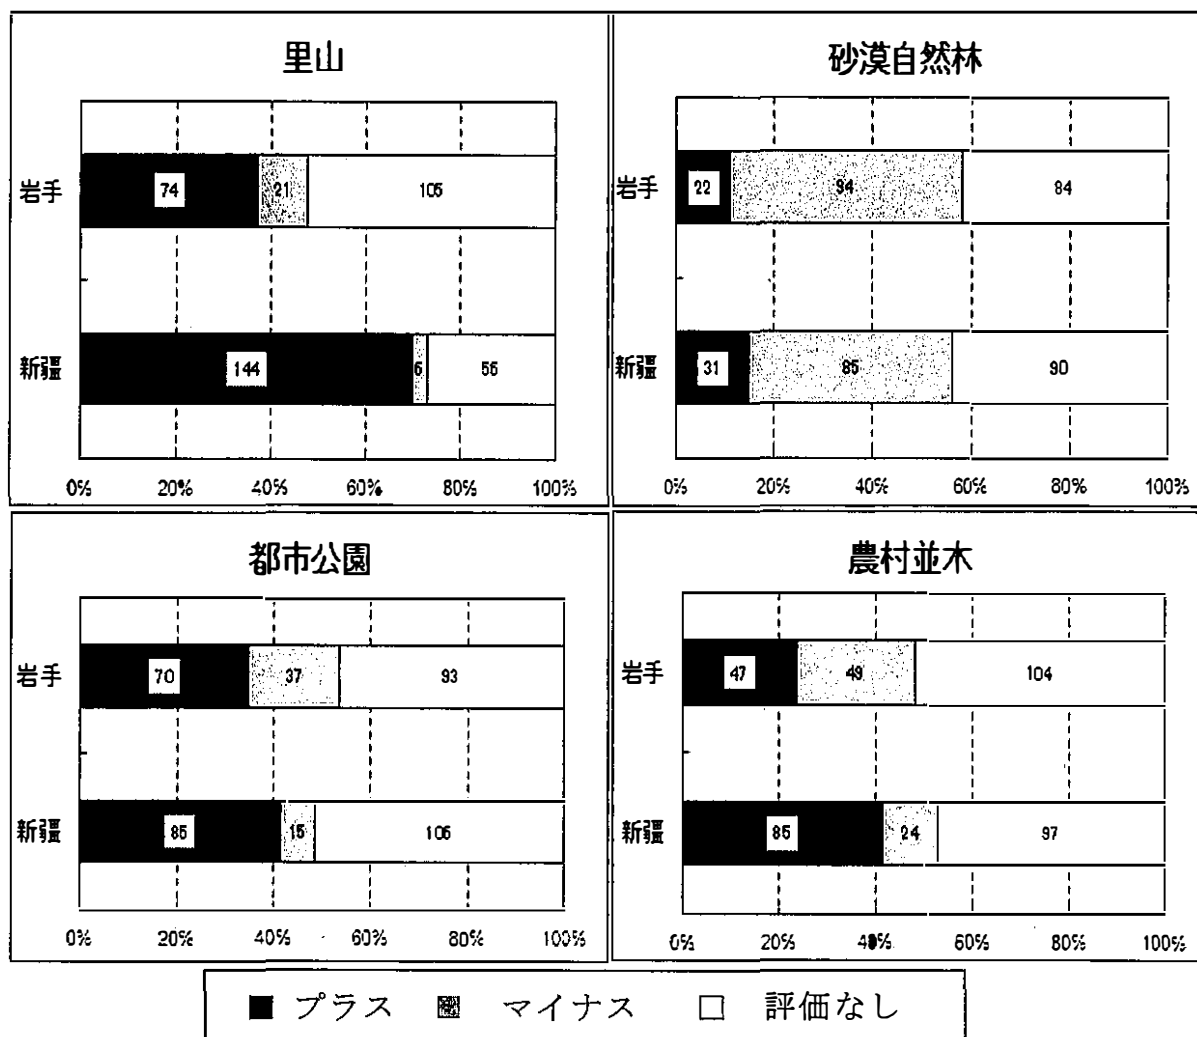 里山
岩手 74 21 105
新疆 144 6 56
0% 20% 40% 60% 80% 100%
砂漠自然林
岩手 22 94 84
新疆 31 85 90
0% 20% 40% 60% 80% 100%
都市公園
岩手 70 37 93
新疆 85 15 106
0% 20% 40% 60% 80% 100%
農村並木
岩手 47 49 104
新疆 85 24 97
0% 20% 40% 60% 80% 100%
プラス マイナス 評価なし